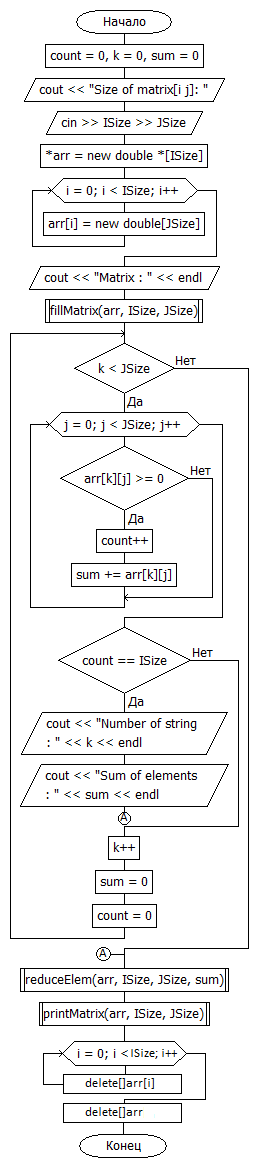 Начало
count = 0, k = 0, sum = 0
cout << "Size of matrix[i j]: "
cin >> ISize >> JSize
*arr = new double *[ISize]
i = 0; i < ISize; i++
arr[i] = new double[JSize]
cout << "Matrix : " << endl
fillMatrix(arr, ISize, JSize)
k < JSize
Нет
Да
j = 0; j < JSize; j++
arr[k][j] >= 0
Нет
Да
count++
sum += arr[k][j]
count == ISize
Нет
Да
cout << "Number of string
: " << k << endl
cout << "Sum of elements
: " << sum << endl
A
k++
sum = 0
count = 0
A
reduceElem(arr, ISize, JSize, sum)
printMatrix(arr, ISize, JSize)
i = 0; i < ISize; i++
delete[]arr[i]
delete[]arr
Конец